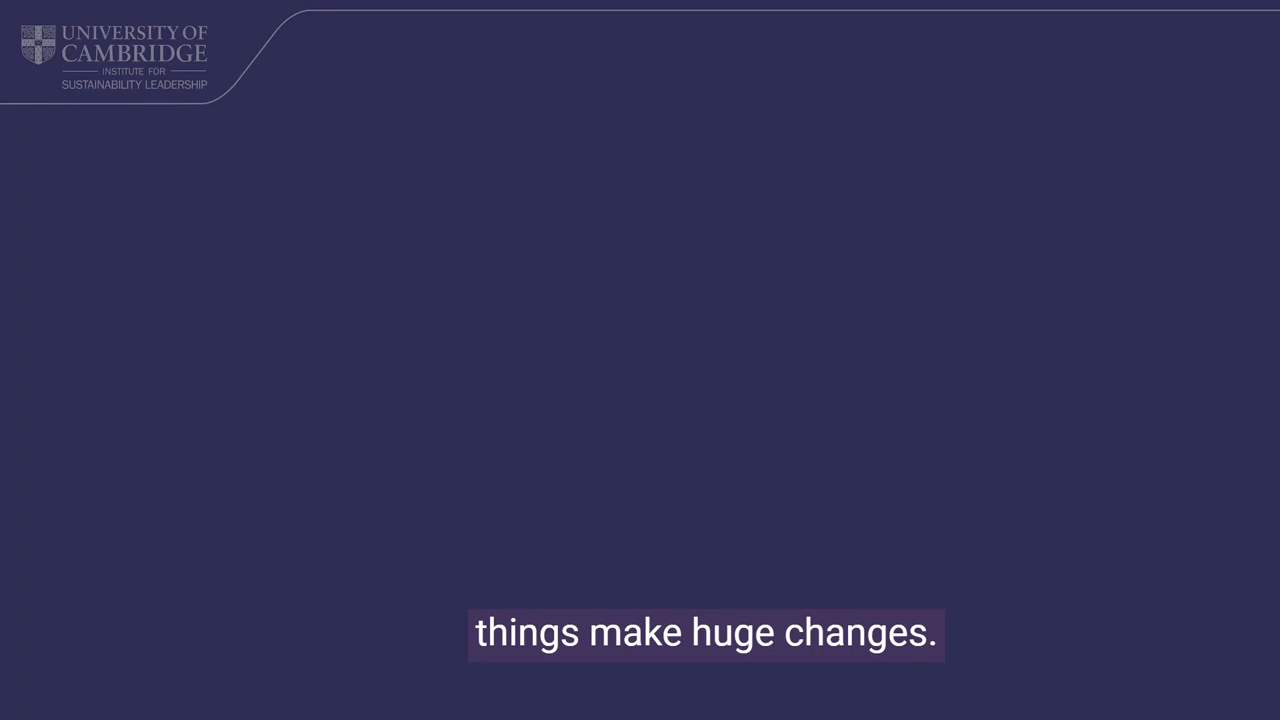 UNIVERSITY OF
CAMBRIDGE
INSTITUTE FOR
SUSTAINABILITY LEADERSHIP
things make huge changes.